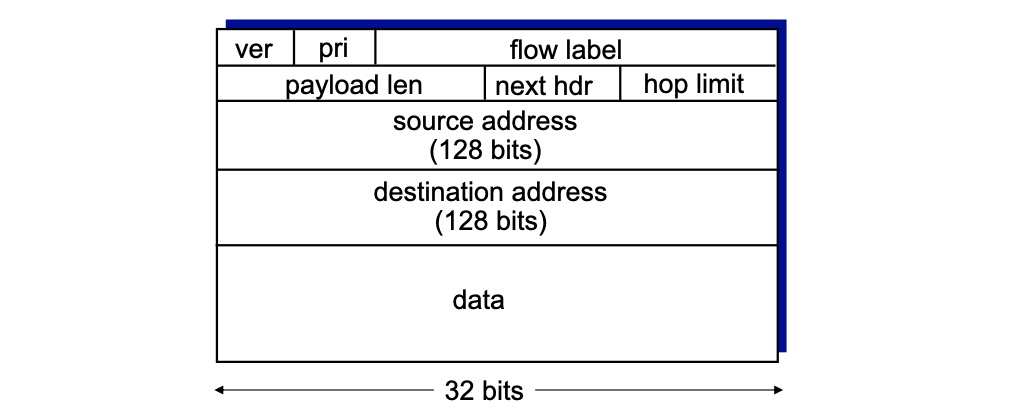 ver pri flow label
payload len next hdr hop limit
source address
(128 bits)
destination address
(128 bits)
data
32 bits